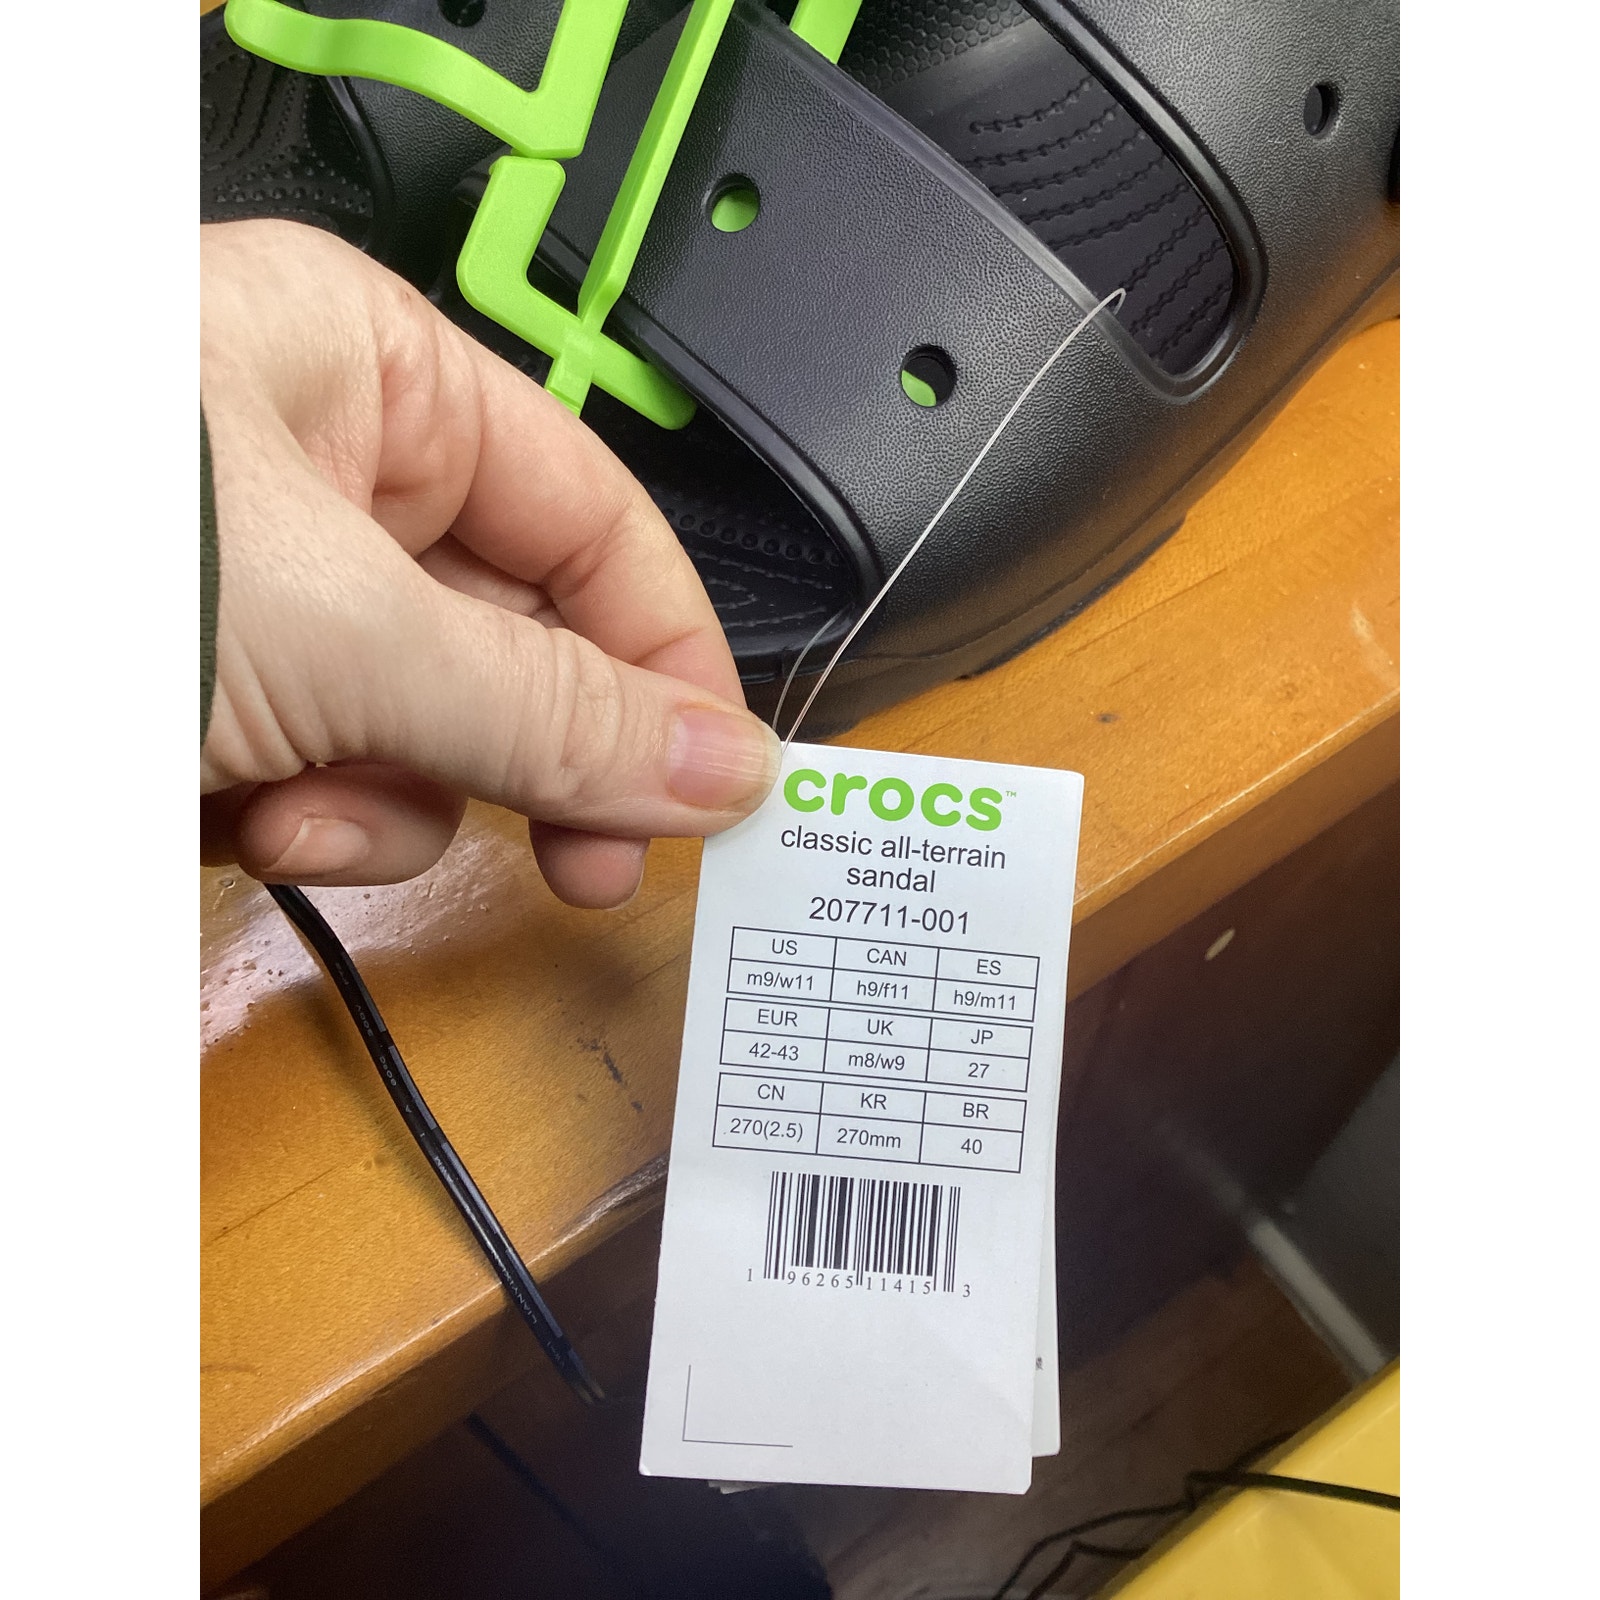 crocs™
classic all-terrain
sandal
207711-001
US CAN ES
m9/w11 h9/f11 h9/m11
EUR UK JP
42-43 m8/w9 27
CN KR BR
270(2.5) 270mm 40
1 96265 11415 3